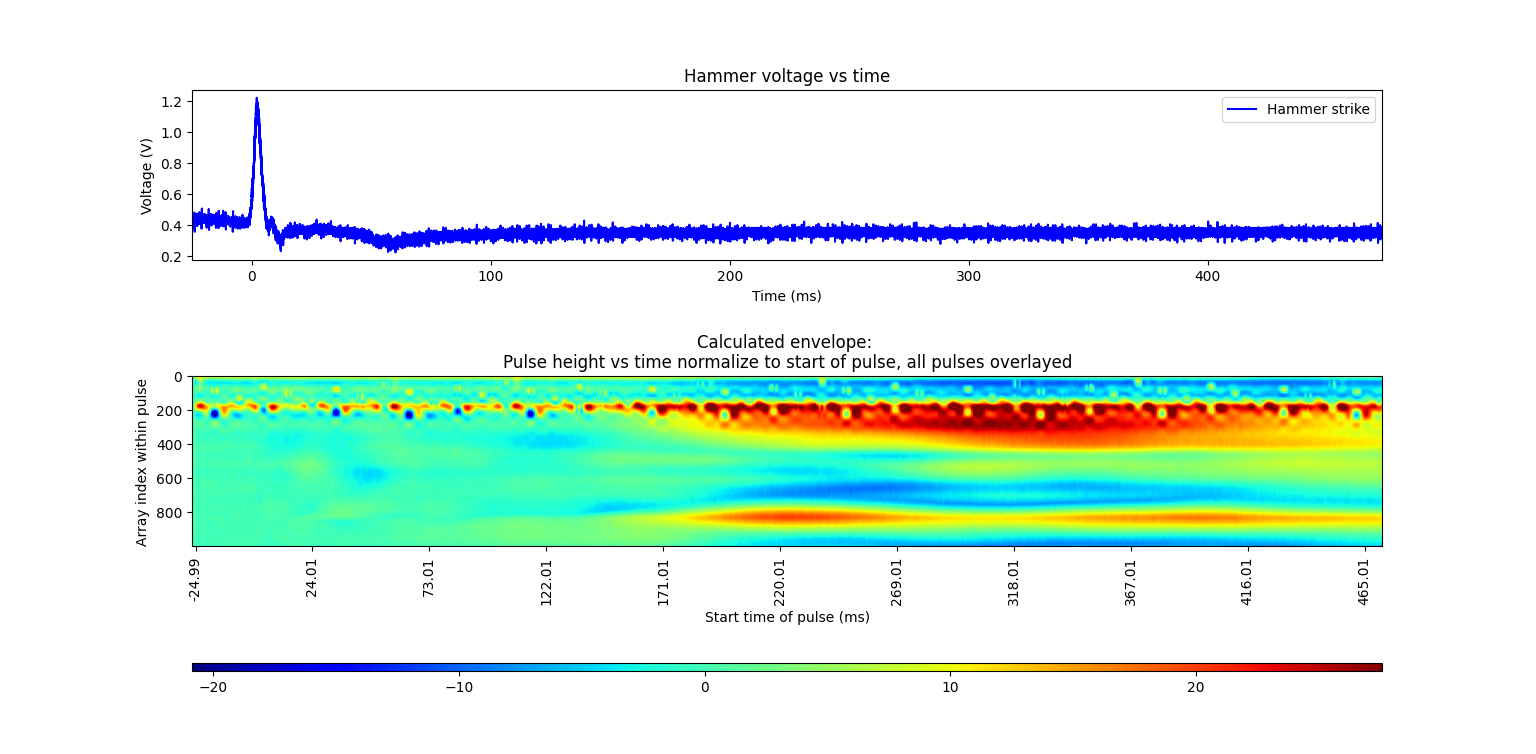 Hammer voltage vs time
Hammer strike
Voltage (V)
1.2
1.0
0.8
0.6
0.4
0.2
0 100 200 300 400
Time (ms)
Calculated envelope:
Pulse height vs time normalize to start of pulse, all pulses overlayed
Array index within pulse
0
200
400
600
800
-24.99 24.01 73.01 122.01 171.01 220.01 269.01 318.01 367.01 416.01 465.01
Start time of pulse (ms)
−20 −10 0 10 20